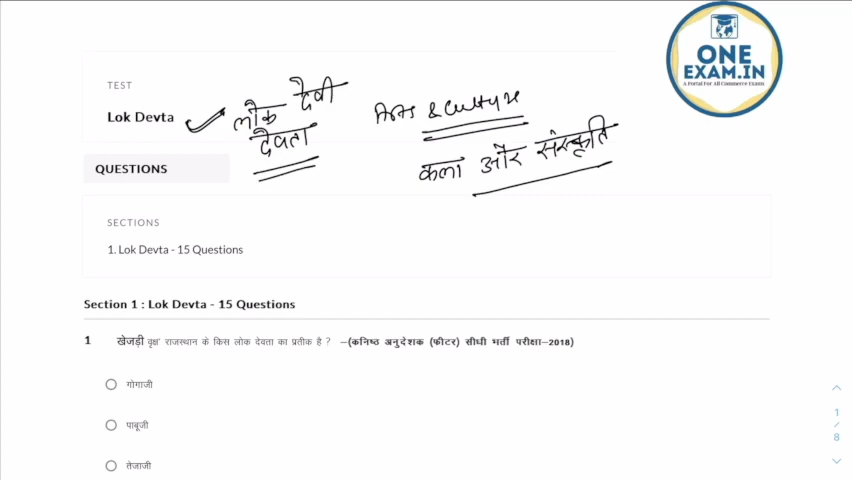 ONE
EXAM.IN
A Portal For All Commerce Exams
TEST
Lok Devta
लोक देवी
देवता
Arts & Culture
कला और संस्कृति
QUESTIONS
SECTIONS
1. Lok Devta - 15 Questions
Section 1 : Lok Devta - 15 Questions
1 खेजड़ी वृक्ष' राजस्थान के किस लोक देवता का प्रतीक है ? –(कनिष्ठ अनुदेशक (फीटर) सीधी भर्ती परीक्षा–2018)
गोगाजी
पाबूजी
तेजाजी
1
/
8